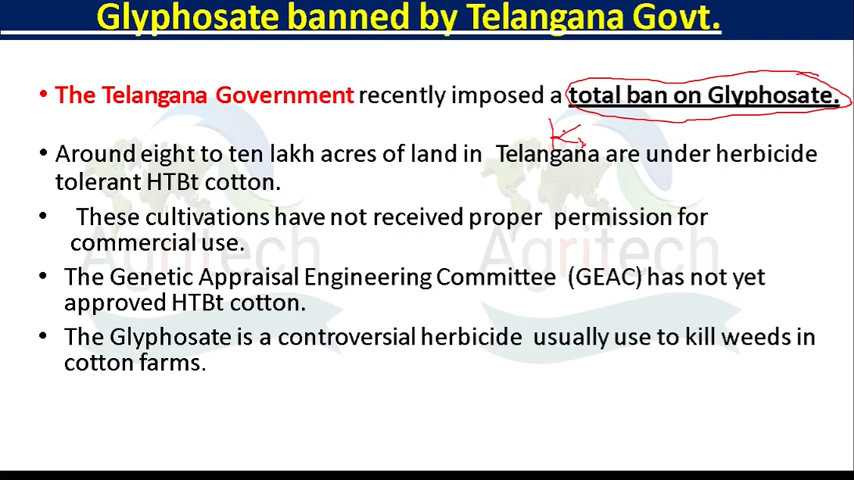 Glyphosate banned by Telangana Govt.
• The Telangana Government recently imposed a total ban on Glyphosate.
• Around eight to ten lakh acres of land in Telangana are under herbicide
tolerant HTBt cotton.
• These cultivations have not received proper permission for
commercial use.
• The Genetic Appraisal Engineering Committee (GEAC) has not yet
approved HTBt cotton.
• The Glyphosate is a controversial herbicide usually use to kill weeds in
cotton farms.
Agritech
Agritech